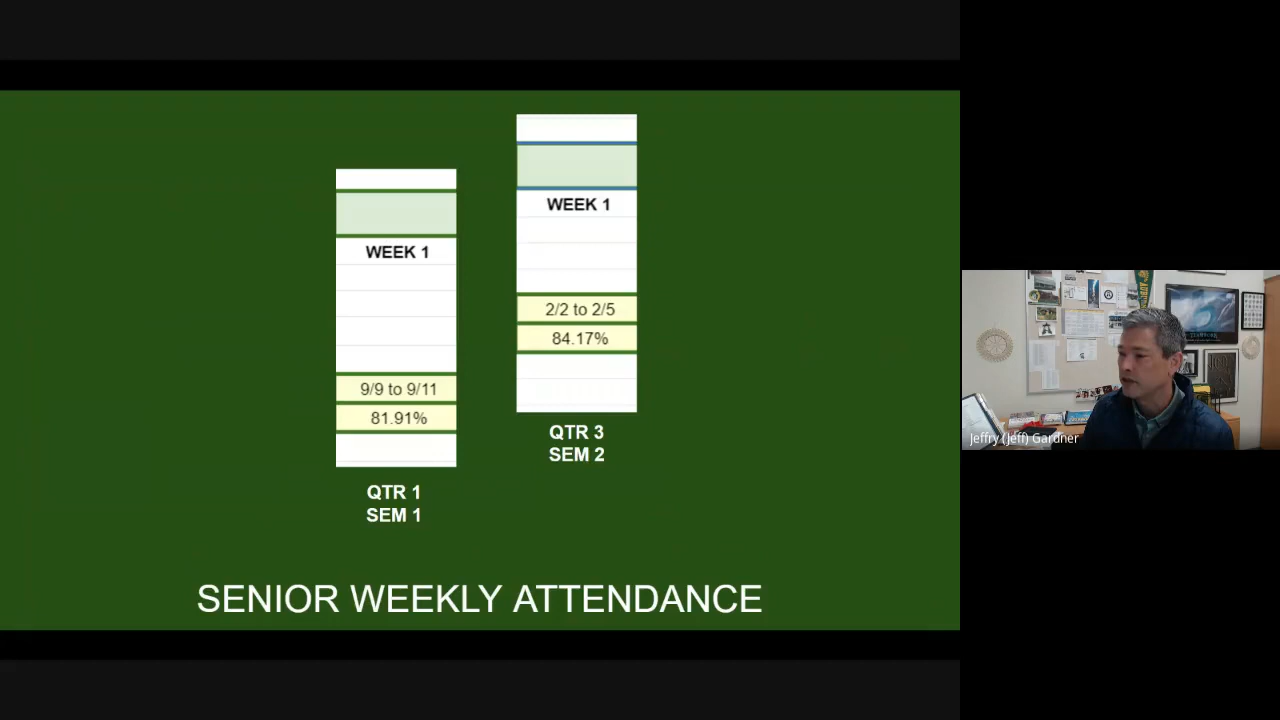 WEEK 1
9/9 to 9/11
81.91%
QTR 1
SEM 1
WEEK 1
2/2 to 2/5
84.17%
QTR 3
SEM 2
SENIOR WEEKLY ATTENDANCE
Jeffry (Jeff) Gardner